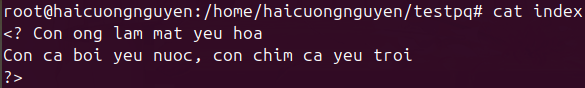 root@haicuongnguyen:/home/haicuongnguyen/testpq# cat index
<? Con ong lam mat yeu hoa
Con ca boi yeu nuoc, con chim ca yeu troi
?>